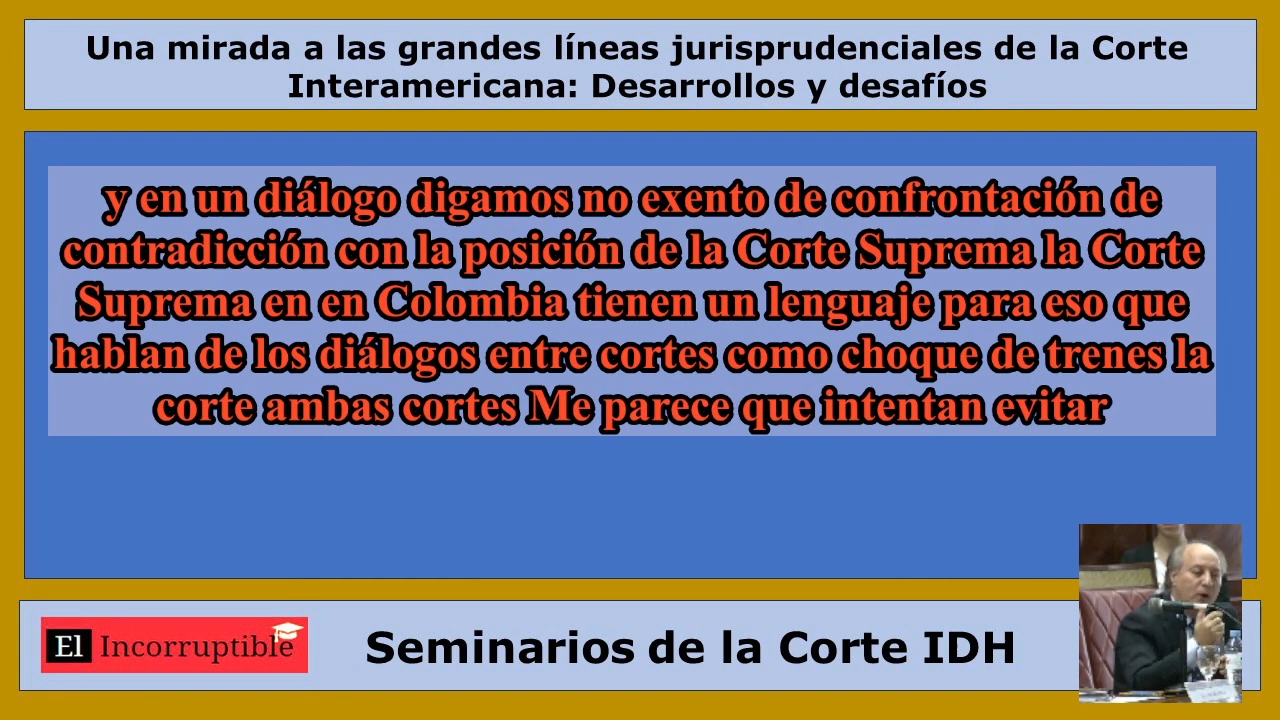 Una mirada a las grandes líneas jurisprudenciales de la Corte
Interamericana: Desarrollos y desafíos
y en un diálogo digamos no exento de confrontación de
contradicción con la posición de la Corte Suprema la Corte
Suprema en en Colombia tienen un lenguaje para eso que
hablan de los diálogos entre cortes como choque de trenes la
corte ambas cortes Me parece que intentan evitar
El Incorruptible
Seminarios de la Corte IDH